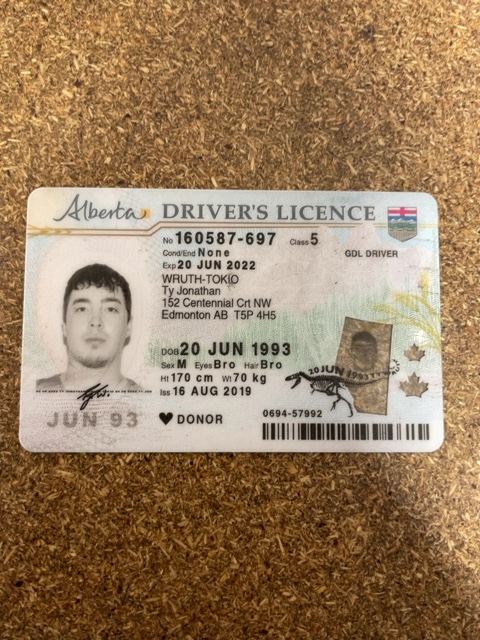 Alberta DRIVER'S LICENCE
No 160587-697 Class 5
Cond/End None GDL DRIVER
Exp 20 JUN 2022
WRUTH-TOKIO
Ty Jonathan
152 Centennial Crt NW
Edmonton AB T5P 4H5
DOB 20 JUN 1993
Sex M Eyes Bro Hair Bro
Ht 170 cm Wt 70 kg
Iss 16 AUG 2019
20 JUN 1993
JUN 93
DONOR
0694-57992